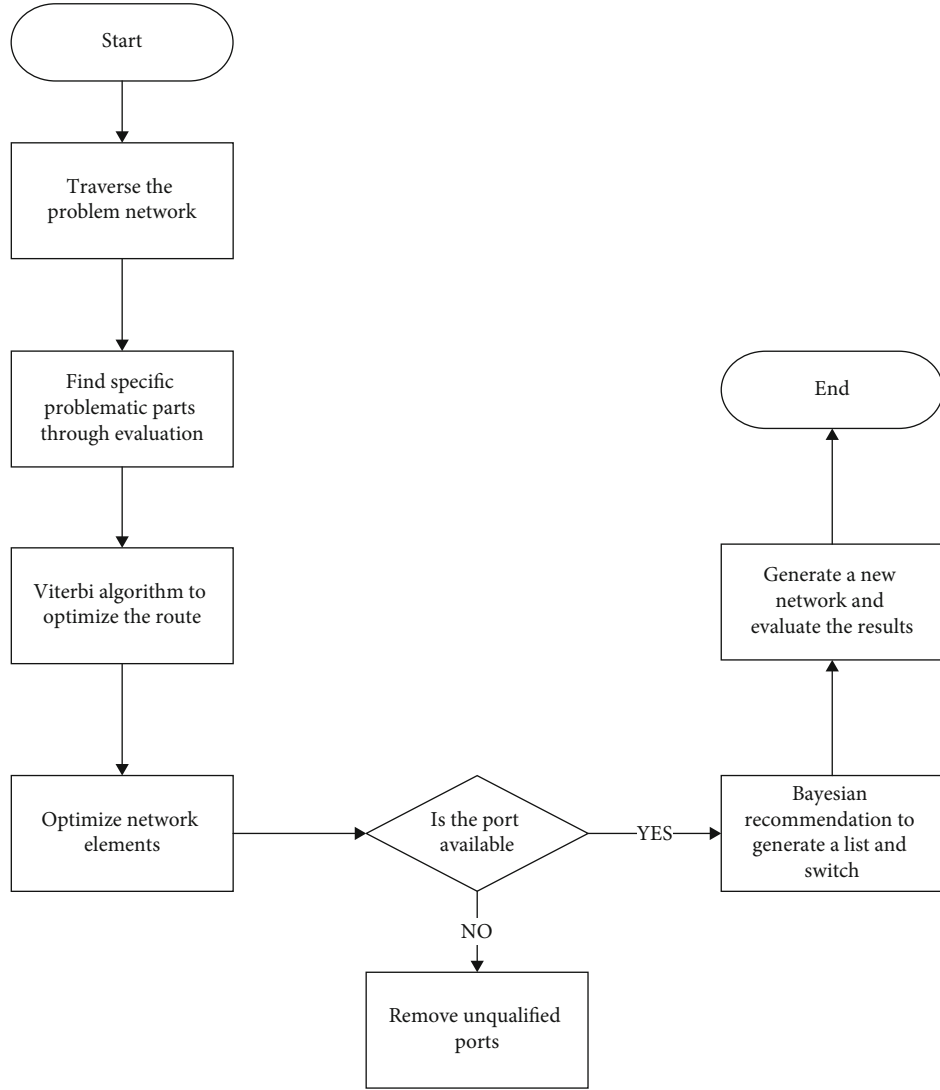 Start
Traverse the
problem network
Find specific
problematic parts
through evaluation
Viterbi algorithm to
optimize the route
Optimize network
elements
Is the port
available
YES
NO
Remove unqualified
ports
Bayesian
recommendation to
generate a list and
switch
Generate a new
network and
evaluate the results
End